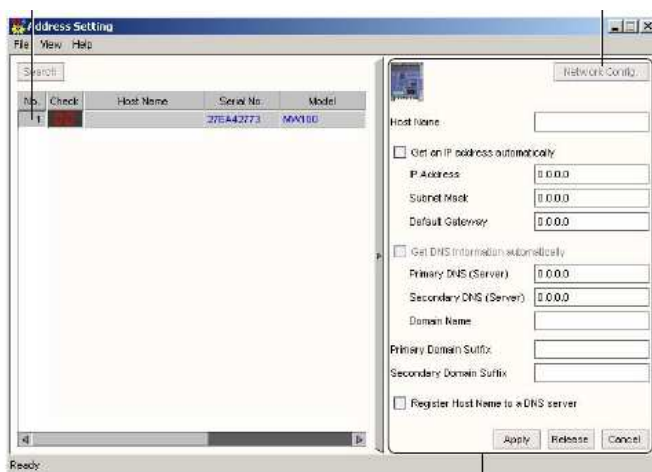 Address Setting
File View Help
Search
Network Config.
No. Check Host Name Serial No. Model
1 27EA42773 MW100
Host Name
Get an IP address automatically
IP Address 0.0.0.0
Subnet Mask 0.0.0.0
Default Gateway 0.0.0.0
Get DNS Information automatically
Primary DNS (Server) 0.0.0.0
Secondary DNS (Server) 0.0.0.0
Domain Name
Primary Domain Suffix
Secondary Domain Suffix
Register Host Name to a DNS server
Apply Release Cancel
Ready